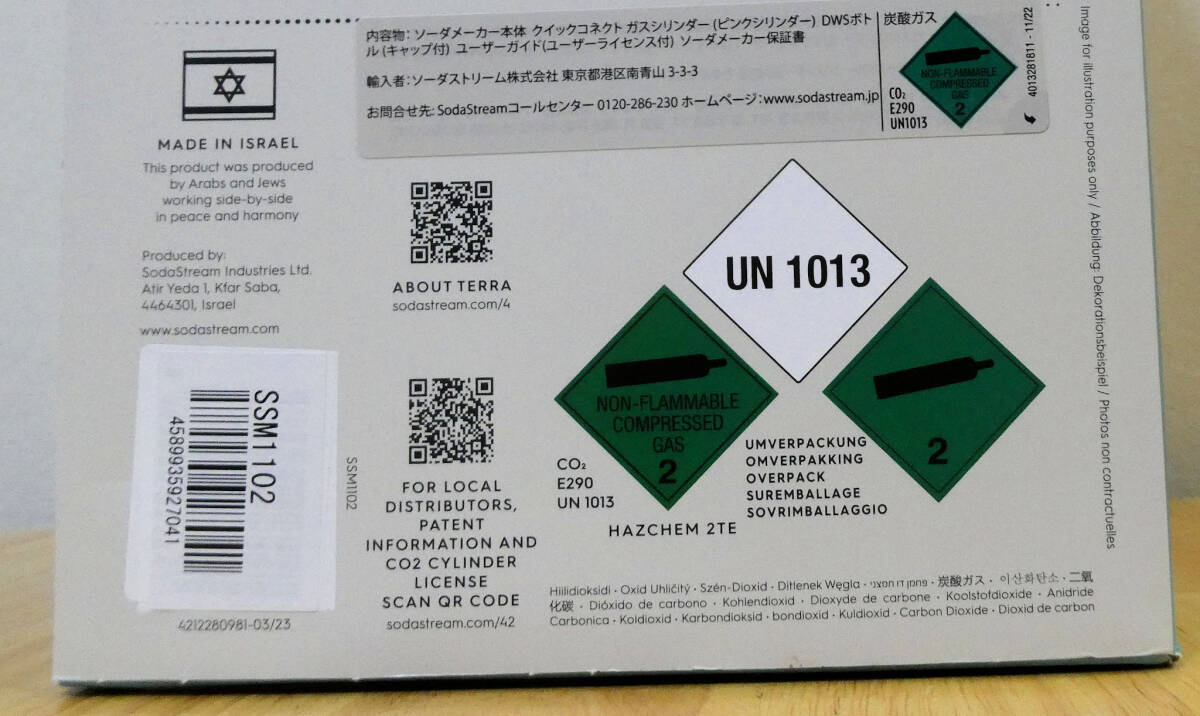 内容物: ソーダメーカー本体 クイックコネクト ガスシリンダー (ピンクシリンダー) DWSボト
ル (キャップ付) ユーザーガイド(ユーザーライセンス付) ソーダメーカー保証書
輸入者: ソーダストリーム株式会社 東京都港区南青山 3-3-3
お問合せ先: SodaStreamコールセンター 0120-286-230 ホームページ: www.sodastream.jp
炭酸ガス
NON-FLAMMABLE
COMPRESSED
GAS
2
CO₂
E290
UN1013
4013281811 - 11/22
MADE IN ISRAEL
This product was produced
by Arabs and Jews
working side-by-side
in peace and harmony
Produced by:
SodaStream Industries Ltd.
Atir Yeda 1, Kfar Saba,
4464301, Israel
www.sodastream.com
SSM1102
4589935927041
SSM1102
4212280981-03/23
ABOUT TERRA
sodastream.com/4
FOR LOCAL
DISTRIBUTORS,
PATENT
INFORMATION AND
CO2 CYLINDER
LICENSE
SCAN QR CODE
sodastream.com/42
UN 1013
NON-FLAMMABLE
COMPRESSED
GAS
2
2
CO₂
E290
UN 1013
HAZCHEM 2TE
UMVERPACKUNG
OMVERPAKKING
OVERPACK
SUREMBALLAGE
SOVRIMBALLAGGIO
Hiilidioksidi · Oxid Uhličitý · Szén-Dioxid · Ditlenek Węgla · פחמן דו חמצני · 炭酸ガス · 이산화탄소 · 二氧
化碳 · Dióxido de carbono · Kohlendioxid · Dioxyde de carbone · Koolstofdioxide · Anidride
Carbonica · Koldioxid · Karbondioksid · bondioxid · Kuldioxid · Carbon Dioxide · Dioxid de carbon
Image for illustration purposes only / Abbildung: Dekorationsbeispiel / Photos non contractuelles